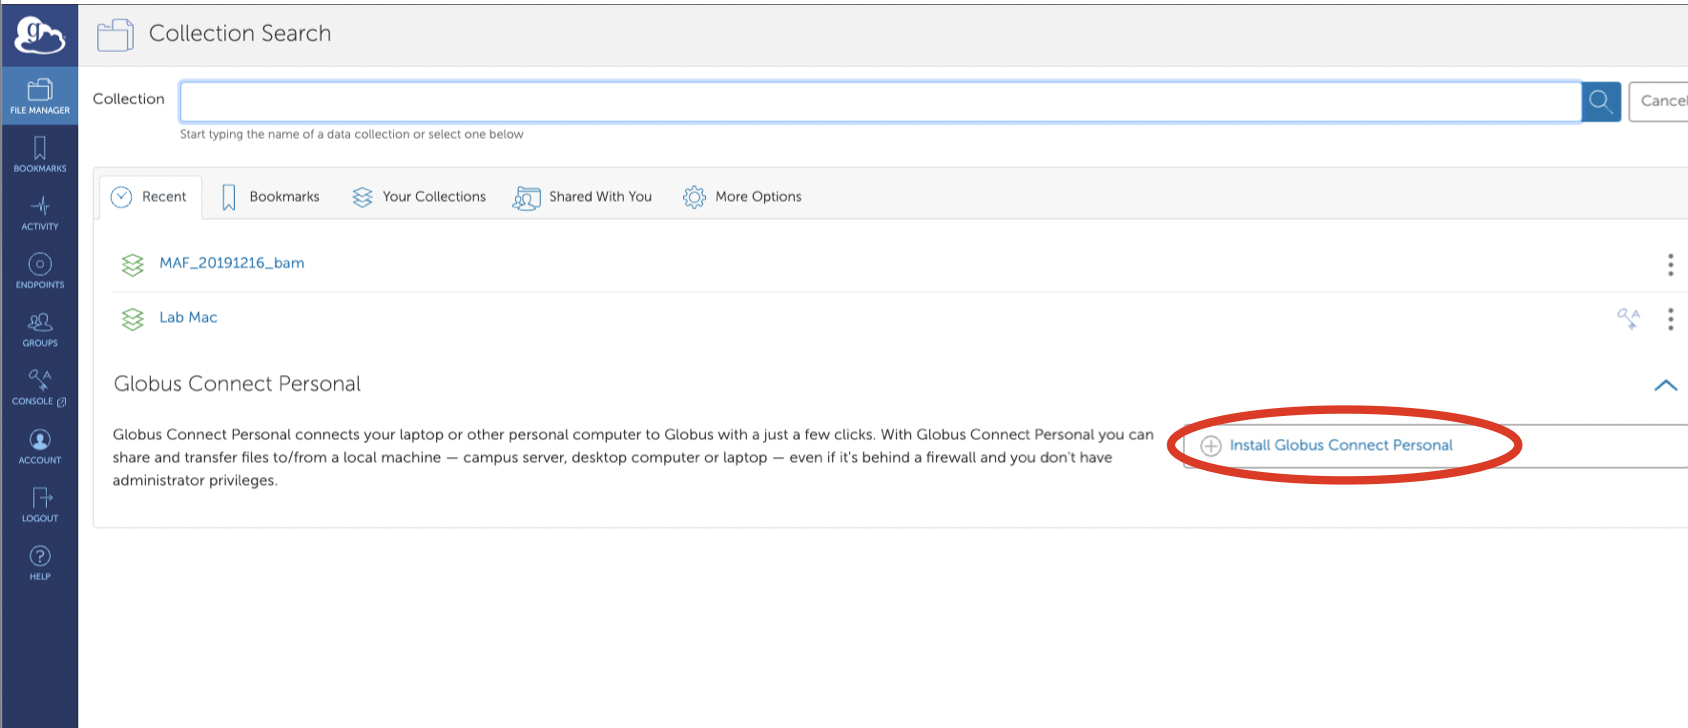 g
Collection Search
FILE MANAGER
BOOKMARKS
ACTIVITY
ENDPOINTS
GROUPS
CONSOLE
ACCOUNT
LOGOUT
HELP
Collection
Cancel
Start typing the name of a data collection or select one below
Recent Bookmarks Your Collections Shared With You More Options
MAF_20191216_bam
Lab Mac
Globus Connect Personal
Globus Connect Personal connects your laptop or other personal computer to Globus with a just a few clicks. With Globus Connect Personal you can
share and transfer files to/from a local machine — campus server, desktop computer or laptop — even if it's behind a firewall and you don't have
administrator privileges.
Install Globus Connect Personal